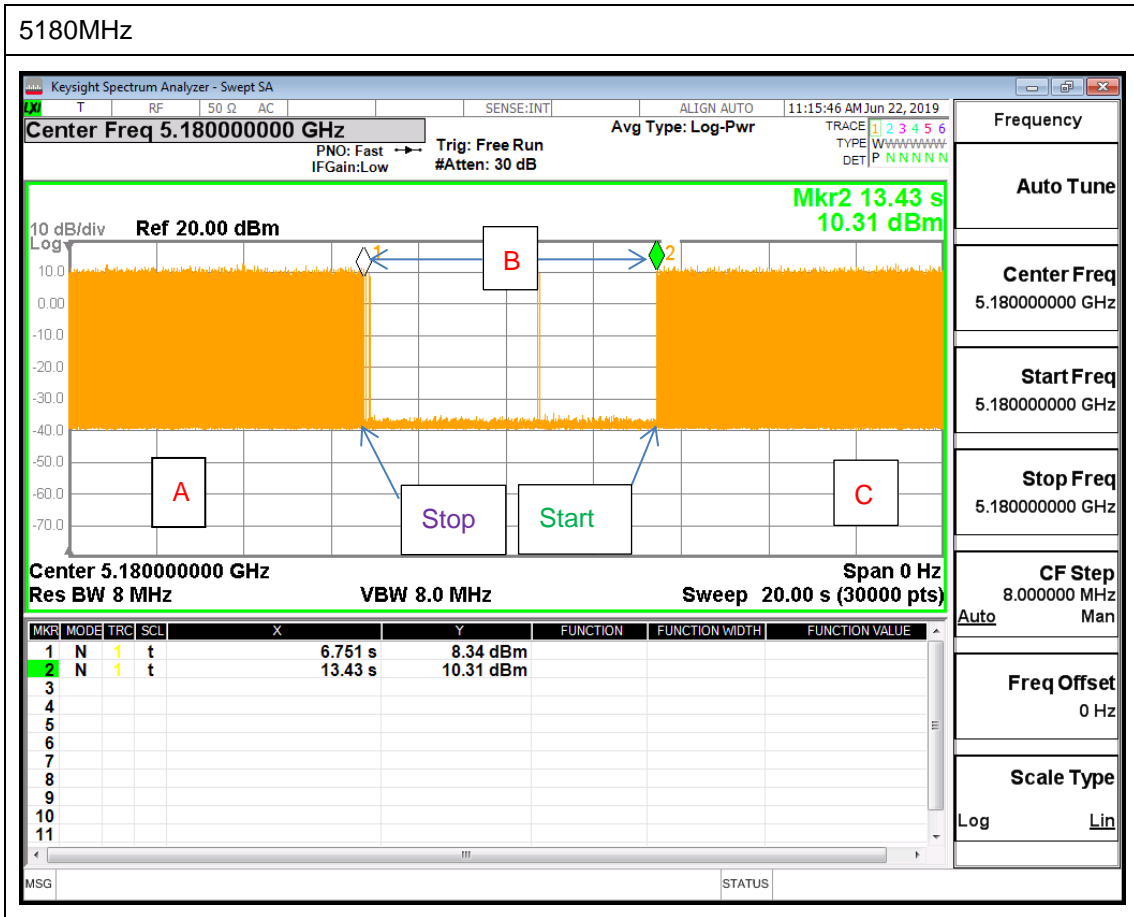 5180MHz
Keysight Spectrum Analyzer - Swept SA
LXI T RF 50 Ω AC SENSE:INT ALIGN AUTO 11:15:46 AM Jun 22, 2019
Center Freq 5.180000000 GHz
PNO: Fast
IFGain:Low
Trig: Free Run
#Atten: 30 dB
Avg Type: Log-Pwr
TRACE 1 2 3 4 5 6
TYPE WWWWWWW
DET P N N N N N
Frequency
Mkr2 13.43 s
10.31 dBm
10 dB/div Ref 20.00 dBm
Log
10.0
0.00
-10.0
-20.0
-30.0
-40.0
-50.0
-60.0
-70.0
1
2
A
B
C
Stop
Start
Center 5.180000000 GHz Span 0 Hz
Res BW 8 MHz VBW 8.0 MHz Sweep 20.00 s (30000 pts)
MKR MODE TRC SCL X Y FUNCTION FUNCTION WIDTH FUNCTION VALUE
1 N 1 t 6.751 s 8.34 dBm
2 N 1 t 13.43 s 10.31 dBm
3
4
5
6
7
8
9
10
11
Auto Tune
Center Freq
5.180000000 GHz
Start Freq
5.180000000 GHz
Stop Freq
5.180000000 GHz
CF Step
8.000000 MHz
Auto Man
Freq Offset
0 Hz
Scale Type
Log Lin
MSG STATUS